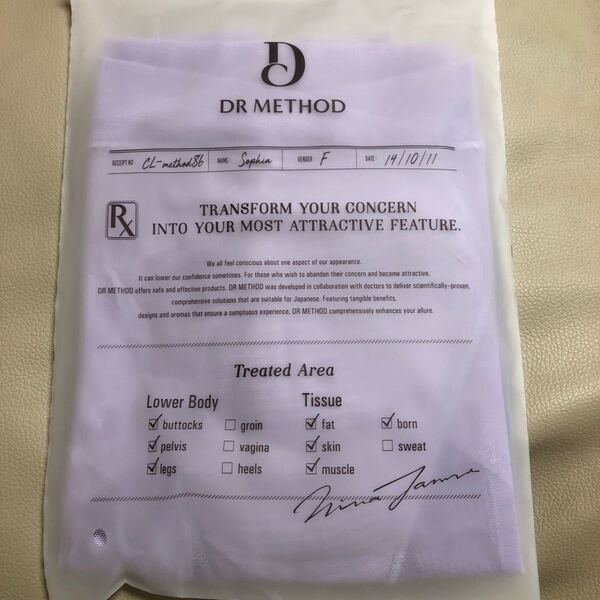 DR METHOD
RECEIPT NO CL-method86 NAME Sophia GENDER F DATE 14/10/11
Rx TRANSFORM YOUR CONCERN
INTO YOUR MOST ATTRACTIVE FEATURE.
We all feel conscious about one aspect of our appearance.
It can lower our confidence sometimes. For those who wish to abandon their concern and become attractive,
DR METHOD offers safe and effective products. DR METHOD was developed in collaboration with doctors to deliver scientifically-proven,
comprehensive solutions that are suitable for Japanese. Featuring tangible benefits,
designs and aromas that ensure a sumptuous experience, DR METHOD comprehensively enhances your allure.
Treated Area
Lower Body Tissue
buttocks groin fat born
pelvis vagina skin sweat
legs heels muscle